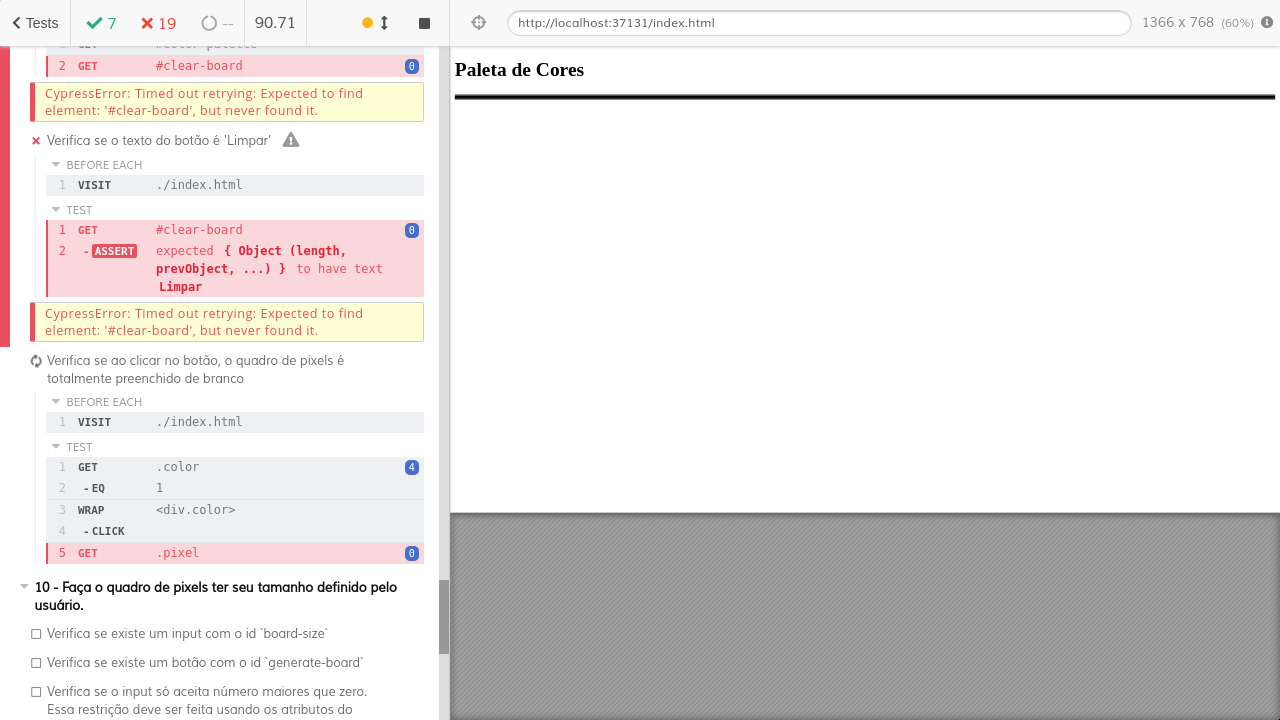 Tests 7 19 -- 90.71
http://localhost:37131/index.html 1366 x 768 (60%)
1 GET #color-palette
2 GET #clear-board 0
CypressError: Timed out retrying: Expected to find
element: '#clear-board', but never found it.
Verifica se o texto do botão é 'Limpar'
BEFORE EACH
1 VISIT ./index.html
TEST
1 GET #clear-board 0
2 -ASSERT expected { Object (length,
prevObject, ...) } to have text
Limpar
CypressError: Timed out retrying: Expected to find
element: '#clear-board', but never found it.
Verifica se ao clicar no botão, o quadro de pixels é
totalmente preenchido de branco
BEFORE EACH
1 VISIT ./index.html
TEST
1 GET .color 4
2 -EQ 1
3 WRAP <div.color>
4 -CLICK
5 GET .pixel 0
10 - Faça o quadro de pixels ter seu tamanho definido pelo
usuário.
Verifica se existe um input com o id `board-size`
Verifica se existe um botão com o id `generate-board`
Verifica se o input só aceita número maiores que zero.
Essa restrição deve ser feita usando os atributos do
Paleta de Cores